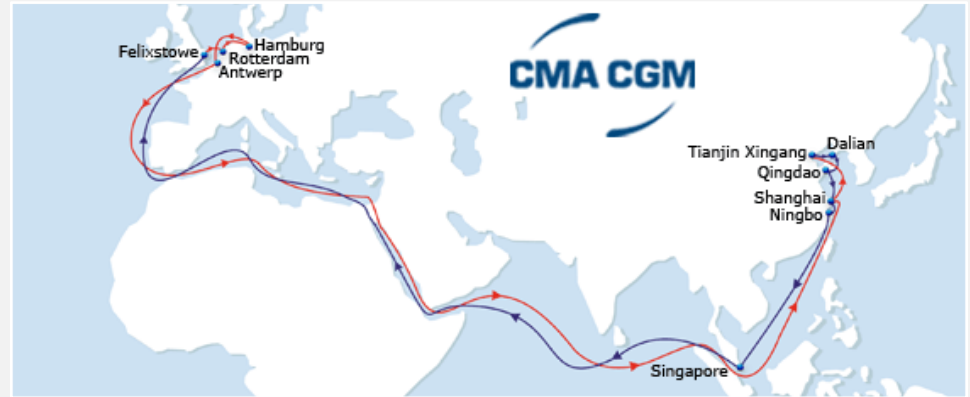 Hamburg
Felixstowe
Rotterdam
Antwerp
CMA CGM
Dalian
Tianjin Xingang
Qingdao
Shanghai
Ningbo
Singapore